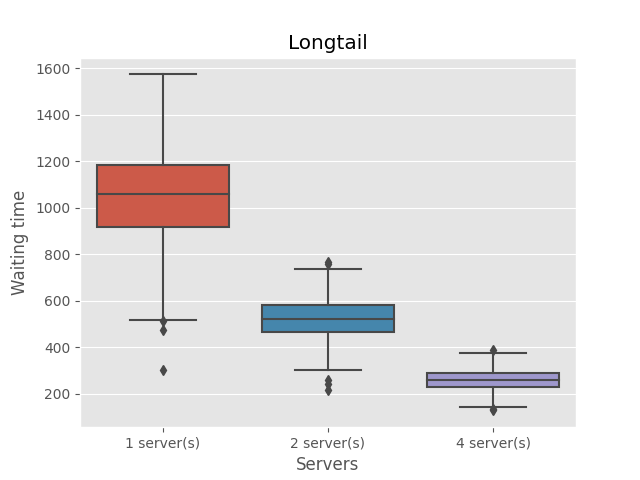 Longtail
Waiting time
1600
1400
1200
1000
800
600
400
200
1 server(s)
2 server(s)
4 server(s)
Servers